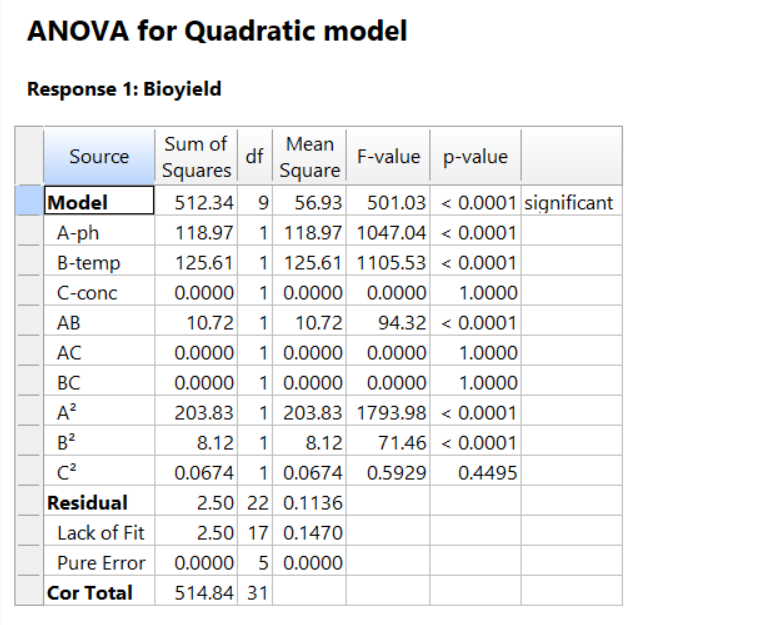 ANOVA for Quadratic model
Response 1: Bioyield
Source Sum of Squares df Mean Square F-value p-value
Model 512.34 9 56.93 501.03 < 0.0001 significant
A-ph 118.97 1 118.97 1047.04 < 0.0001
B-temp 125.61 1 125.61 1105.53 < 0.0001
C-conc 0.0000 1 0.0000 0.0000 1.0000
AB 10.72 1 10.72 94.32 < 0.0001
AC 0.0000 1 0.0000 0.0000 1.0000
BC 0.0000 1 0.0000 0.0000 1.0000
A² 203.83 1 203.83 1793.98 < 0.0001
B² 8.12 1 8.12 71.46 < 0.0001
C² 0.0674 1 0.0674 0.5929 0.4495
Residual 2.50 22 0.1136
Lack of Fit 2.50 17 0.1470
Pure Error 0.0000 5 0.0000
Cor Total 514.84 31